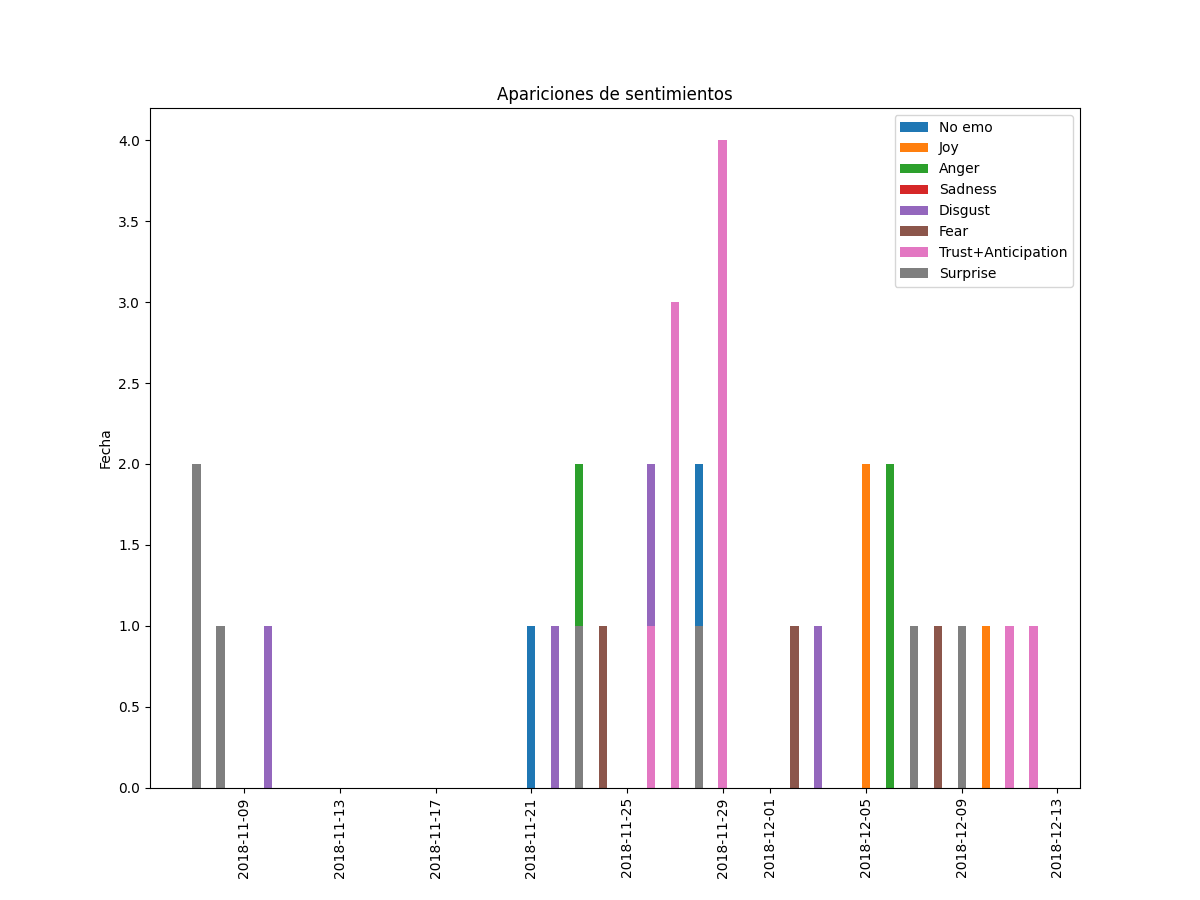 Apariciones de sentimientos
No emo
Joy
Anger
Sadness
Disgust
Fear
Trust+Anticipation
Surprise
4.0
3.5
3.0
2.5
2.0
1.5
1.0
0.5
0.0
Fecha
2018-11-09
2018-11-13
2018-11-17
2018-11-21
2018-11-25
2018-11-29
2018-12-01
2018-12-05
2018-12-09
2018-12-13